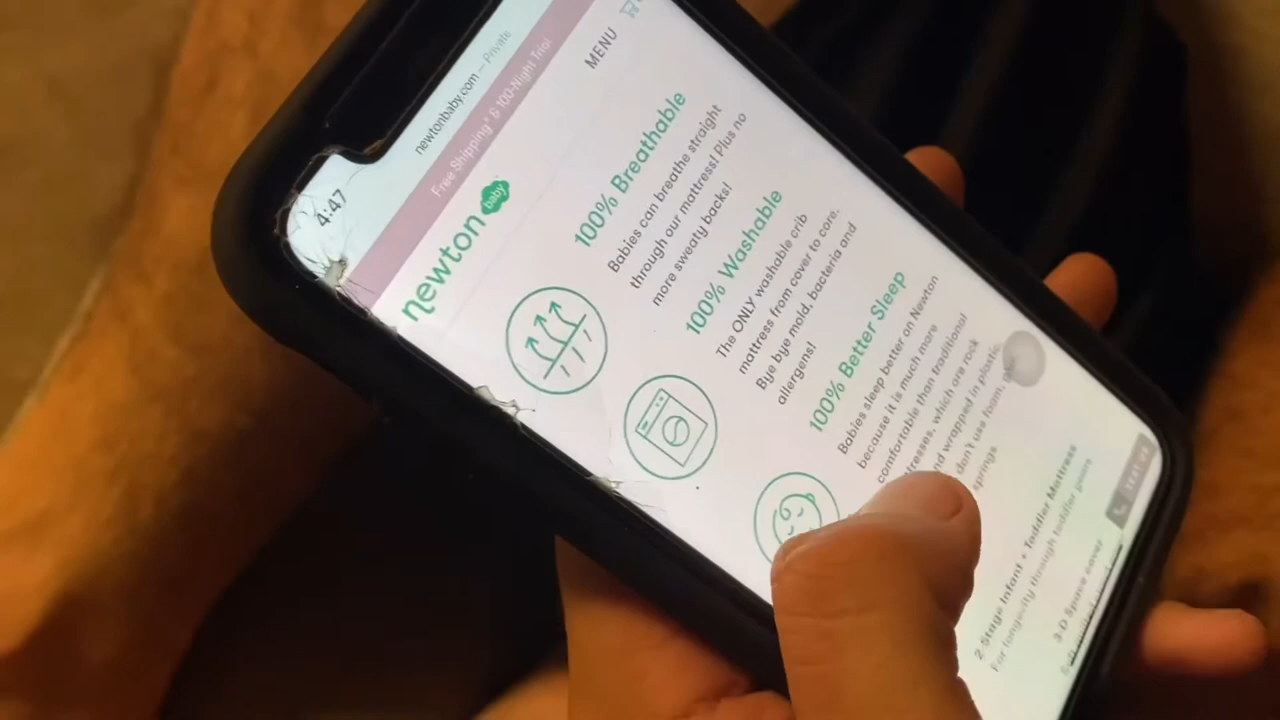 4:47
newtonbaby.com — Private
Free Shipping* & 100-Night Trial
newton baby
MENU
100% Breathable
Babies can breathe straight
through our mattress! Plus no
more sweaty backs!
100% Washable
The ONLY washable crib
mattress from cover to core.
Bye bye mold, bacteria and
allergens!
100% Better Sleep
Babies sleep better on Newton
because it is much more
comfortable than traditional
which are rock
wrapped in plastic.
don't use foam,
springs
2-Stage Infant + Toddler Mattress
For longevity through toddler years
3-D Space cover